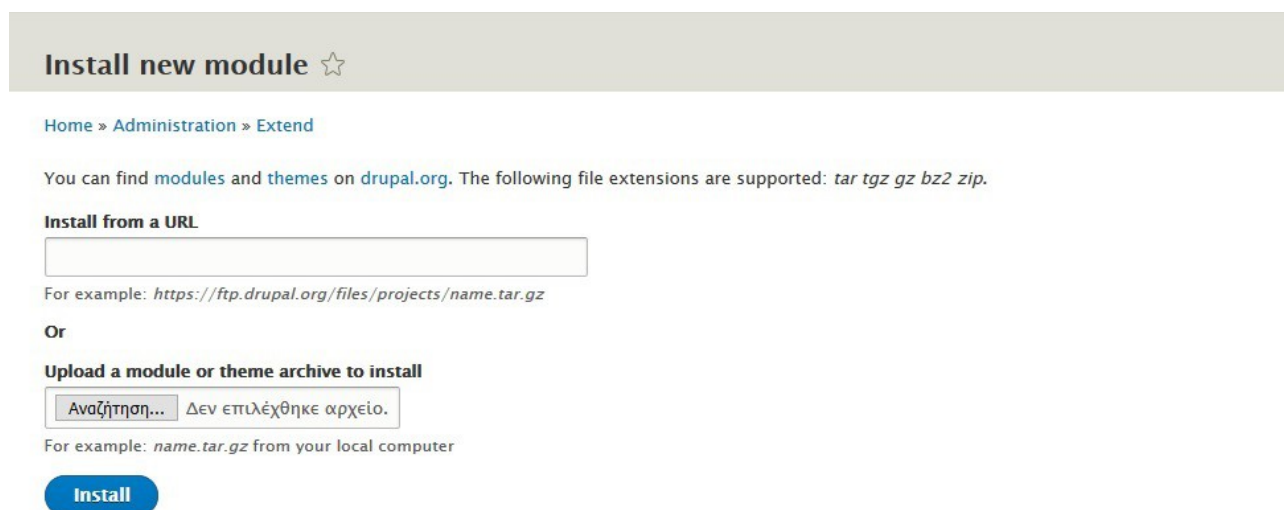 Install new module
Home » Administration » Extend
You can find modules and themes on drupal.org. The following file extensions are supported: tar tgz gz bz2 zip.
Install from a URL
For example: https://ftp.drupal.org/files/projects/name.tar.gz
Or
Upload a module or theme archive to install
Αναζήτηση... Δεν επιλέχθηκε αρχείο.
For example: name.tar.gz from your local computer
Install